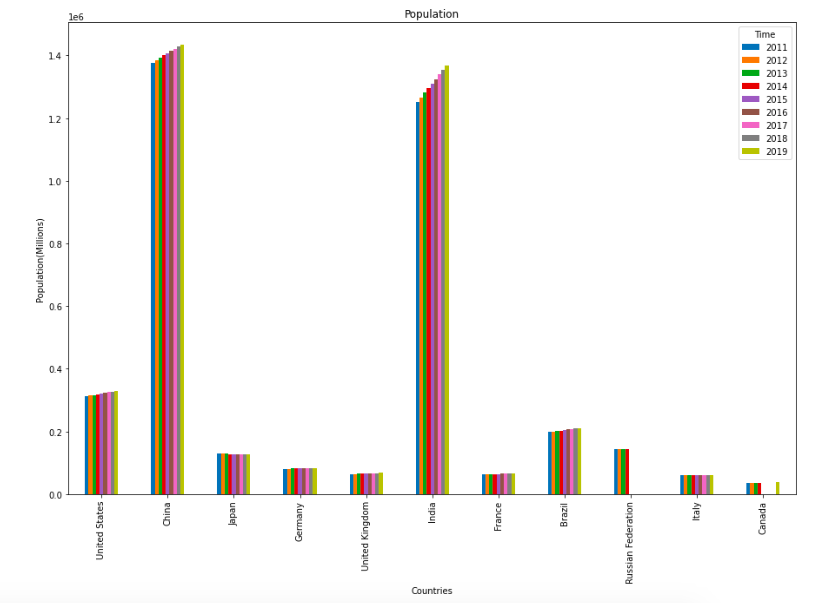 Population
1e6
Time
2011
2012
2013
2014
2015
2016
2017
2018
2019
1.4
1.2
1.0
0.8
0.6
0.4
0.2
0.0
Population(Millions)
United States
China
Japan
Germany
United Kingdom
India
France
Brazil
Russian Federation
Italy
Canada
Countries